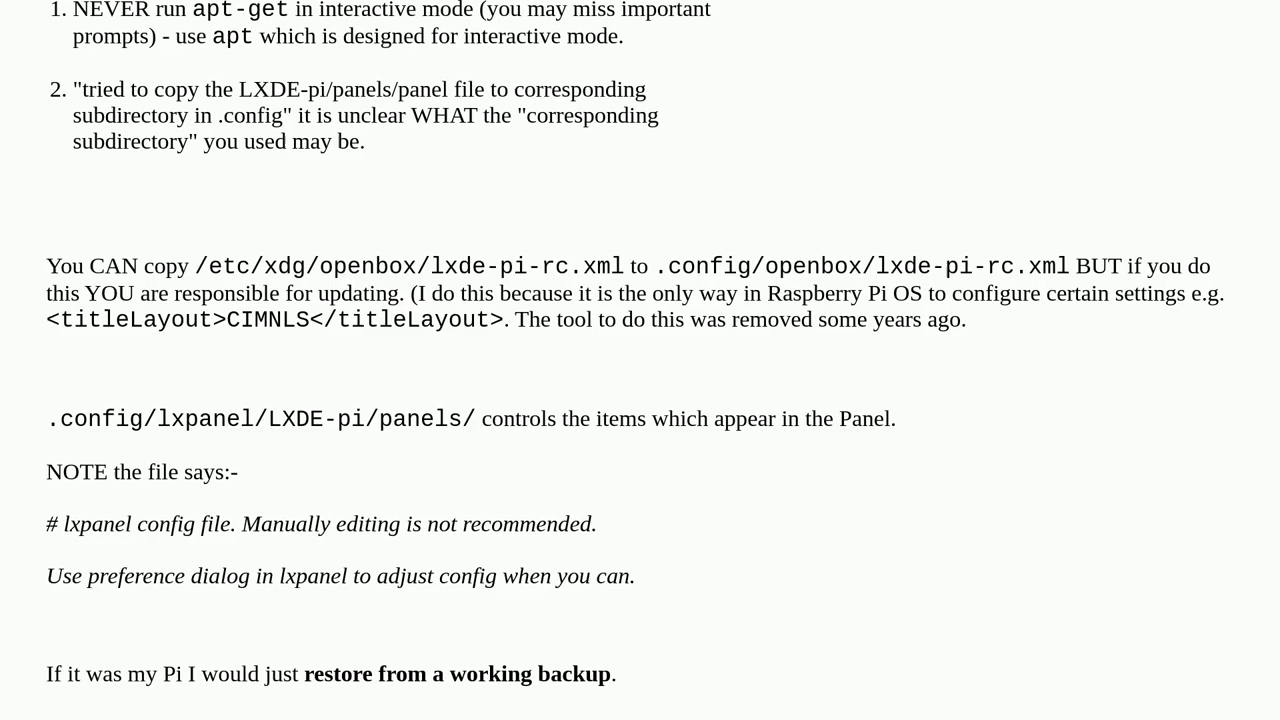 1. NEVER run apt-get in interactive mode (you may miss important
prompts) - use apt which is designed for interactive mode.
2. "tried to copy the LXDE-pi/panels/panel file to corresponding
subdirectory in .config" it is unclear WHAT the "corresponding
subdirectory" you used may be.
You CAN copy /etc/xdg/openbox/lxde-pi-rc.xml to .config/openbox/lxde-pi-rc.xml BUT if you do
this YOU are responsible for updating. (I do this because it is the only way in Raspberry Pi OS to configure certain settings e.g.
<titleLayout>CIMNLS</titleLayout>. The tool to do this was removed some years ago.
.config/lxpanel/LXDE-pi/panels/ controls the items which appear in the Panel.
NOTE the file says:-
# lxpanel config file. Manually editing is not recommended.
Use preference dialog in lxpanel to adjust config when you can.
If it was my Pi I would just restore from a working backup.